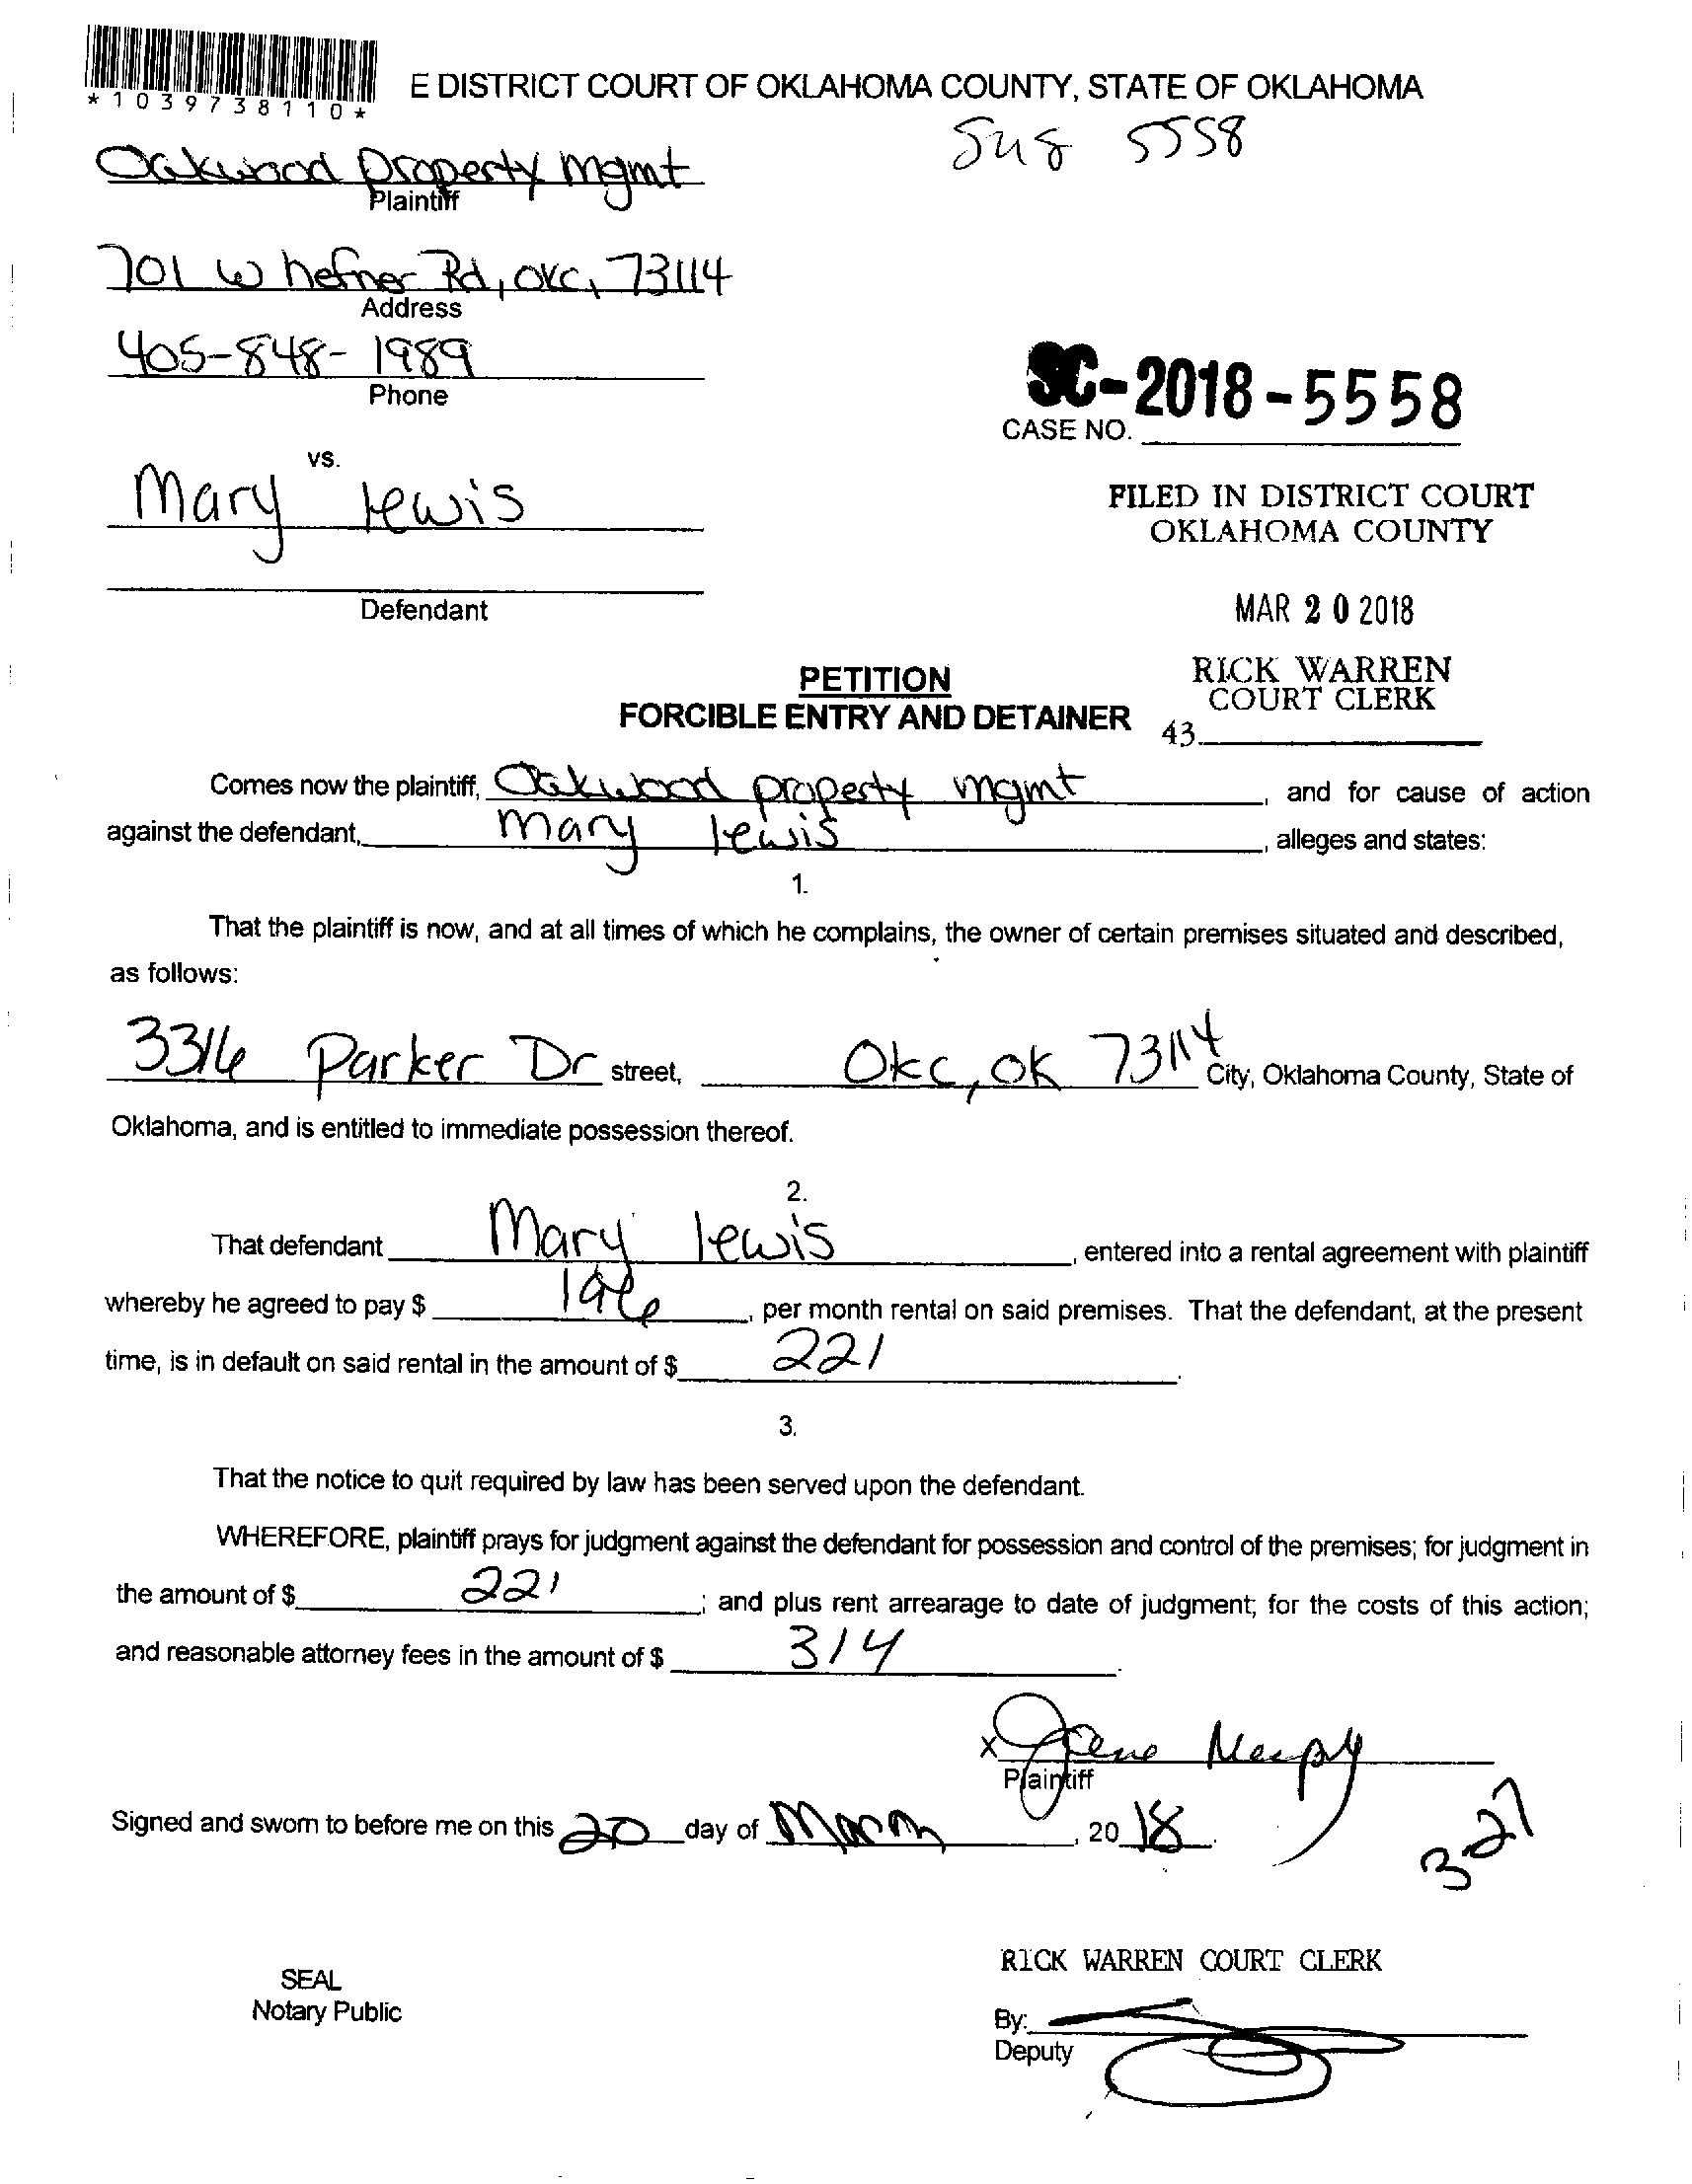 *1039738110*
E DISTRICT COURT OF OKLAHOMA COUNTY, STATE OF OKLAHOMA
5558
Oakwood property mgmt
Plaintiff
701 W hefner Rd, OKC, 73114
Address
405-848-1989
Phone
SC-2018-5558
CASE NO.
vs.
Mary lewis
FILED IN DISTRICT COURT
OKLAHOMA COUNTY
Defendant
MAR 20 2018
PETITION
FORCIBLE ENTRY AND DETAINER
RICK WARREN
COURT CLERK
43
Comes now the plaintiff, Oakwood property mgmt, and for cause of action
against the defendant, Mary lewis, alleges and states:
1.
That the plaintiff is now, and at all times of which he complains, the owner of certain premises situated and described,
as follows:
3316 Parker Dr street, Okc, OK 73114 City, Oklahoma County, State of
Oklahoma, and is entitled to immediate possession thereof.
2.
That defendant Mary lewis, entered into a rental agreement with plaintiff
whereby he agreed to pay $ 196, per month rental on said premises. That the defendant, at the present
time, is in default on said rental in the amount of $ 221.
3.
That the notice to quit required by law has been served upon the defendant.
WHEREFORE, plaintiff prays for judgment against the defendant for possession and control of the premises; for judgment in
the amount of $ 221; and plus rent arrearage to date of judgment; for the costs of this action;
and reasonable attorney fees in the amount of $ 314.
X
Plaintiff
Signed and sworn to before me on this 20 day of March, 2018.
3-27
RICK WARREN COURT CLERK
SEAL
Notary Public
By:
Deputy